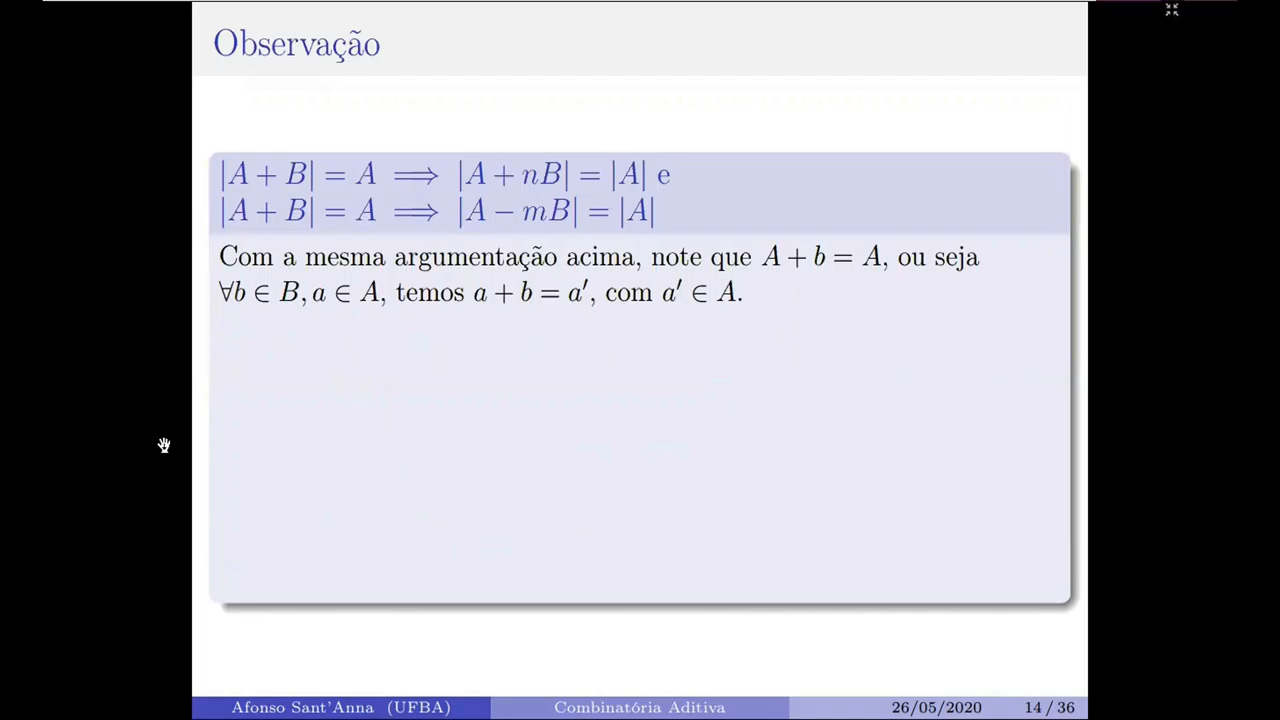 Observação
|A + B| = A ⟹ |A + nB| = |A| e
|A + B| = A ⟹ |A − mB| = |A|
Com a mesma argumentação acima, note que A + b = A, ou seja
∀b ∈ B, a ∈ A, temos a + b = a′, com a′ ∈ A.
Afonso Sant'Anna (UFBA) Combinatória Aditiva 26/05/2020 14 / 36